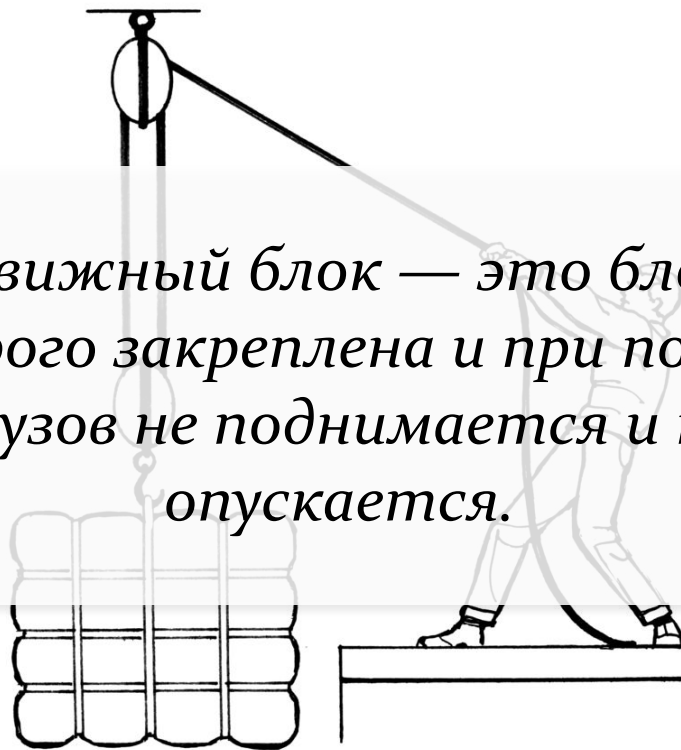 вижный блок — это бл
рого закреплена и при по
узов не поднимается и
опускается.